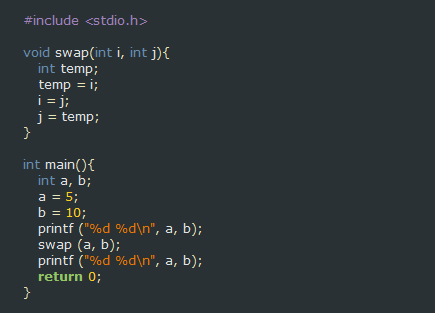 #include <stdio.h>
void swap(int i, int j){
int temp;
temp = i;
i = j;
j = temp;
}
int main(){
int a, b;
a = 5;
b = 10;
printf ("%d %d\n", a, b);
swap (a, b);
printf ("%d %d\n", a, b);
return 0;
}